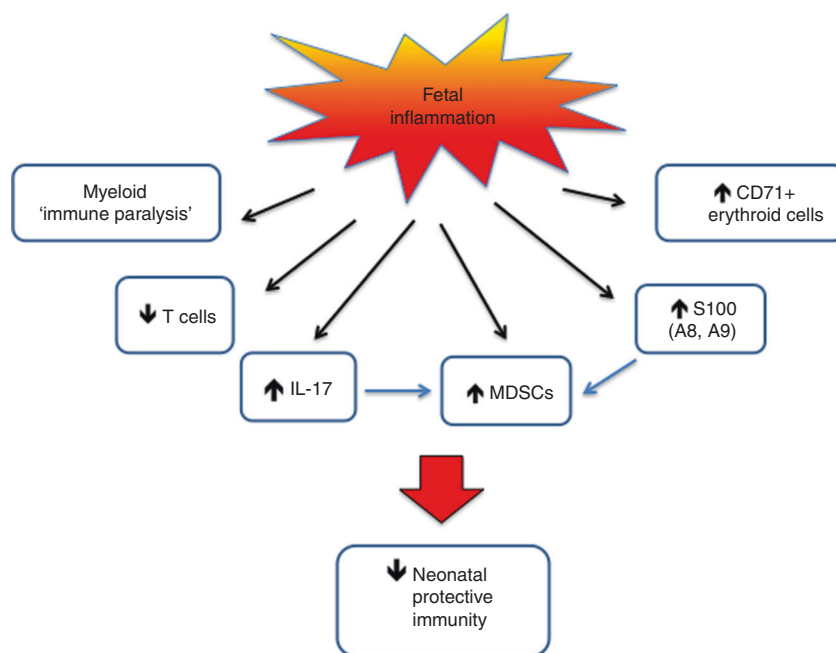 Fetal
inflammation
Myeloid
‘immune paralysis’
🡹 CD71+
erythroid cells
🡻 T cells
🡹 S100
(A8, A9)
🡹 IL-17
🡹 MDSCs
🡻 Neonatal
protective
immunity